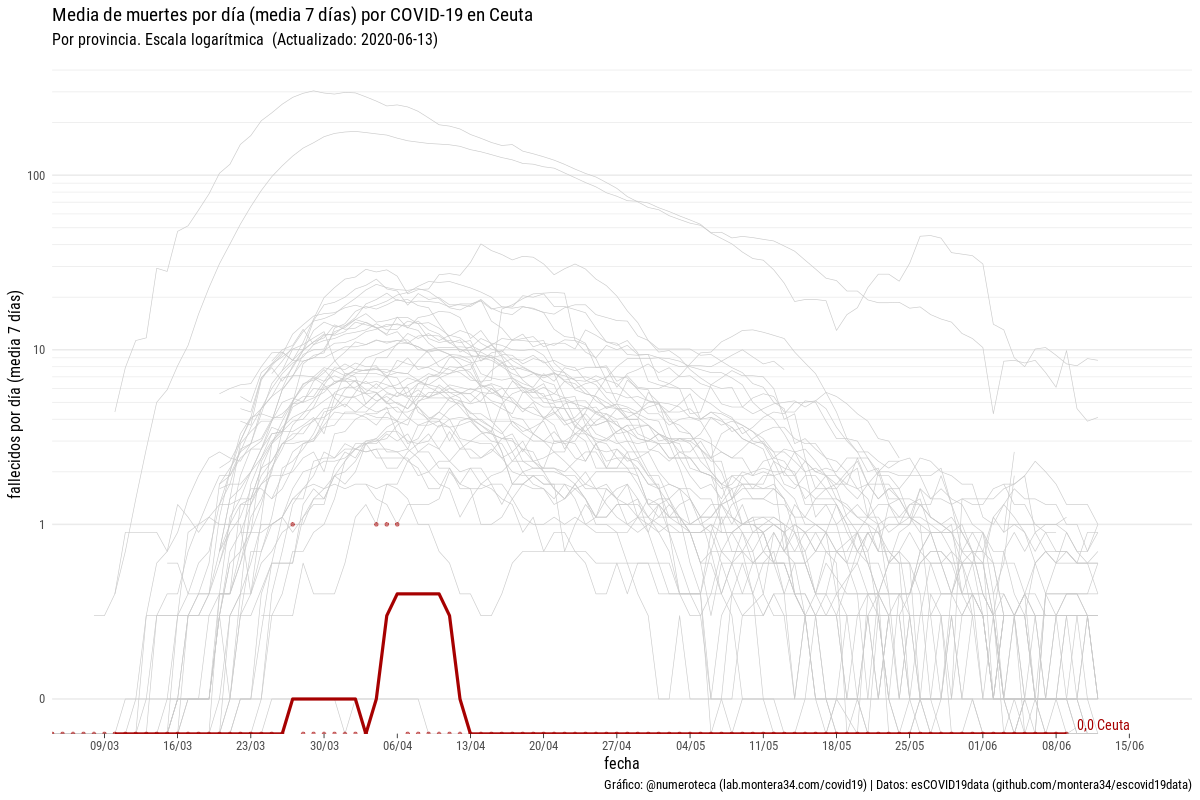 Media de muertes por día (media 7 días) por COVID-19 en Ceuta
Por provincia. Escala logarítmica  (Actualizado: 2020-06-13)
fallecidos por día (media 7 días)
100
10
1
0
0,0 Ceuta
09/03 16/03 23/03 30/03 06/04 13/04 20/04 27/04 04/05 11/05 18/05 25/05 01/06 08/06 15/06
fecha
Gráfico: @numeroteca (lab.montera34.com/covid19) | Datos: esCOVID19data (github.com/montera34/escovid19data)